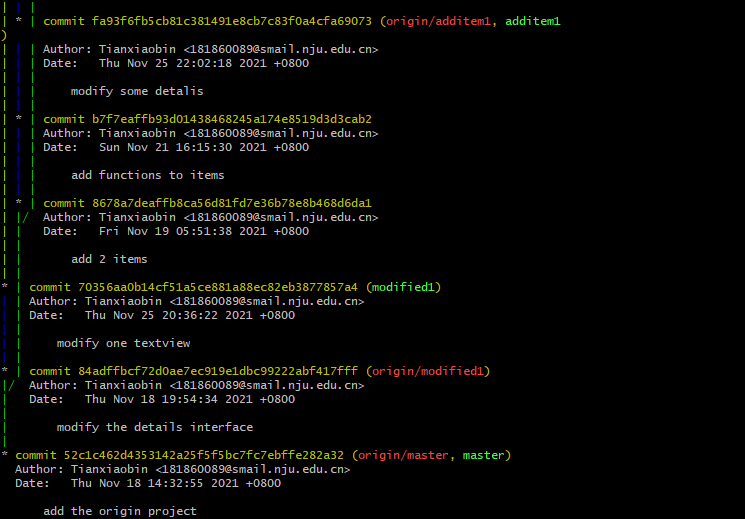 | | |
* | commit fa93f6fb5cb81c381491e8cb7c83f0a4cfa69073 (origin/additem1, additem1
)
| | | Author: Tianxiaobin <181860089@smail.nju.edu.cn>
| | | Date:   Thu Nov 25 22:02:18 2021 +0800
| | |
| | |     modify some detalis
| | |
| * | commit b7f7eaffb93d01438468245a174e8519d3d3cab2
| | | Author: Tianxiaobin <181860089@smail.nju.edu.cn>
| | | Date:   Sun Nov 21 16:15:30 2021 +0800
| | |
| | |     add functions to items
| | |
| * | commit 8678a7deaffb8ca56d81fd7e36b78e8b468d6da1
| |/  Author: Tianxiaobin <181860089@smail.nju.edu.cn>
| |   Date:   Fri Nov 19 05:51:38 2021 +0800
| |
| |       add 2 items
| |
* | commit 70356aa0b14cf51a5ce881a88ec82eb3877857a4 (modified1)
| | Author: Tianxiaobin <181860089@smail.nju.edu.cn>
| | Date:   Thu Nov 25 20:36:22 2021 +0800
| |
| |     modify one textview
| |
* | commit 84adffbcf72d0ae7ec919e1dbc99222abf417fff (origin/modified1)
|/  Author: Tianxiaobin <181860089@smail.nju.edu.cn>
|   Date:   Thu Nov 18 19:54:34 2021 +0800
|
|       modify the details interface
|
* commit 52c1c462d4353142a25f5f5bc7fc7ebffe282a32 (origin/master, master)
  Author: Tianxiaobin <181860089@smail.nju.edu.cn>
  Date:   Thu Nov 18 14:32:55 2021 +0800

      add the origin project